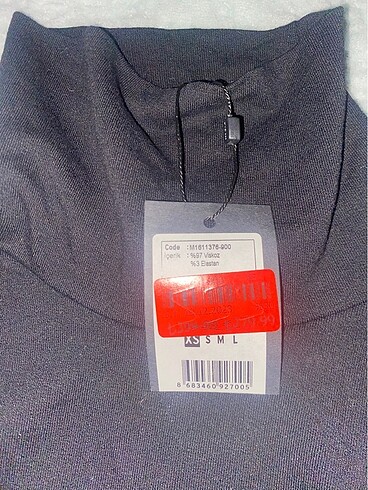 Code : M1611376-900
İçerik : %97 Viskoz
%3 Elastan
XS S M L
8 683460 927005